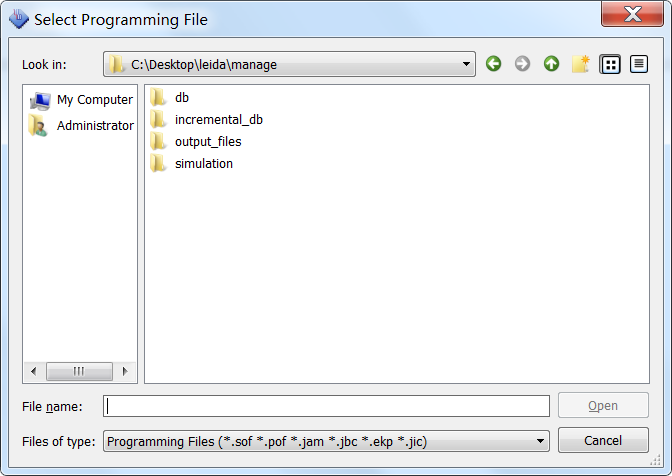 Select Programming File
Look in: C:\Desktop\leida\manage
My Computer
Administrator
db
incremental_db
output_files
simulation
File name: Open
Files of type: Programming Files (*.sof *.pof *.jam *.jbc *.ekp *.jic) Cancel